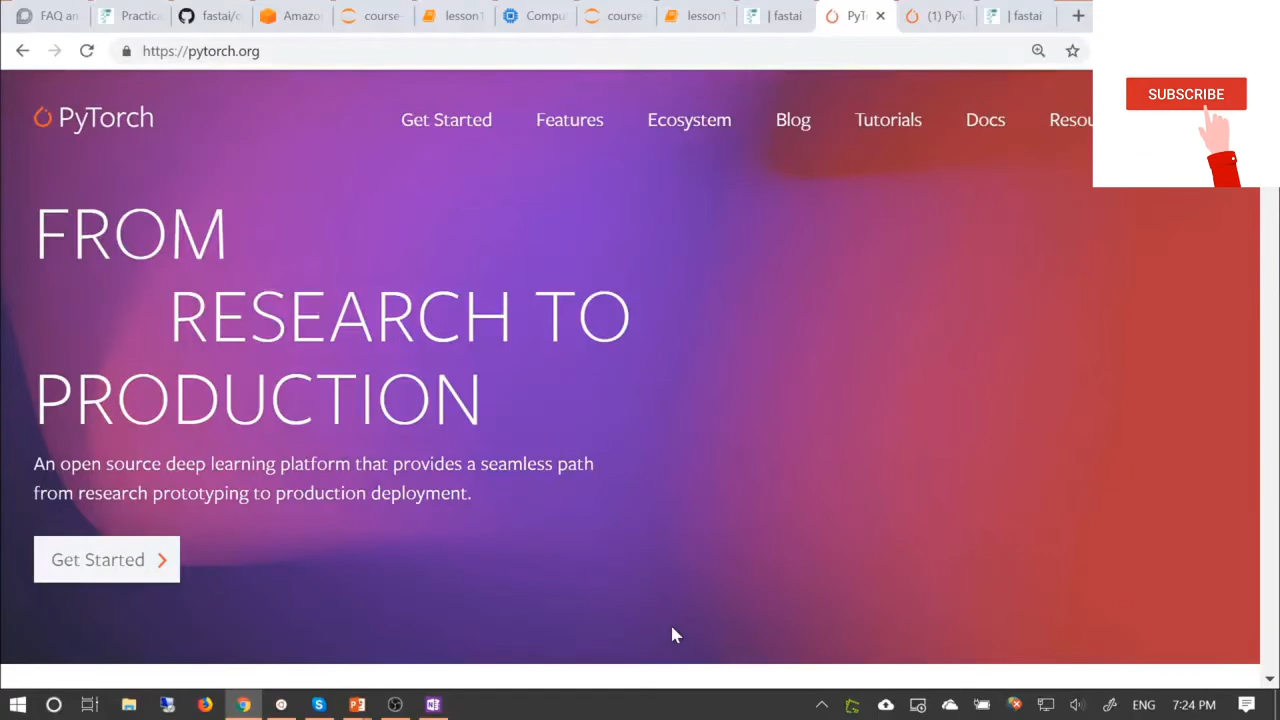 FAQ an
Practic
fastai/c
Amazo
course
lesson1
Compu
course
lesson1
| fastai
PyT
(1) PyT
| fastai
https://pytorch.org
SUBSCRIBE
PyTorch
Get Started
Features
Ecosystem
Blog
Tutorials
Docs
Resou
FROM
RESEARCH TO
PRODUCTION
An open source deep learning platform that provides a seamless path
from research prototyping to production deployment.
Get Started
ENG
7:24 PM